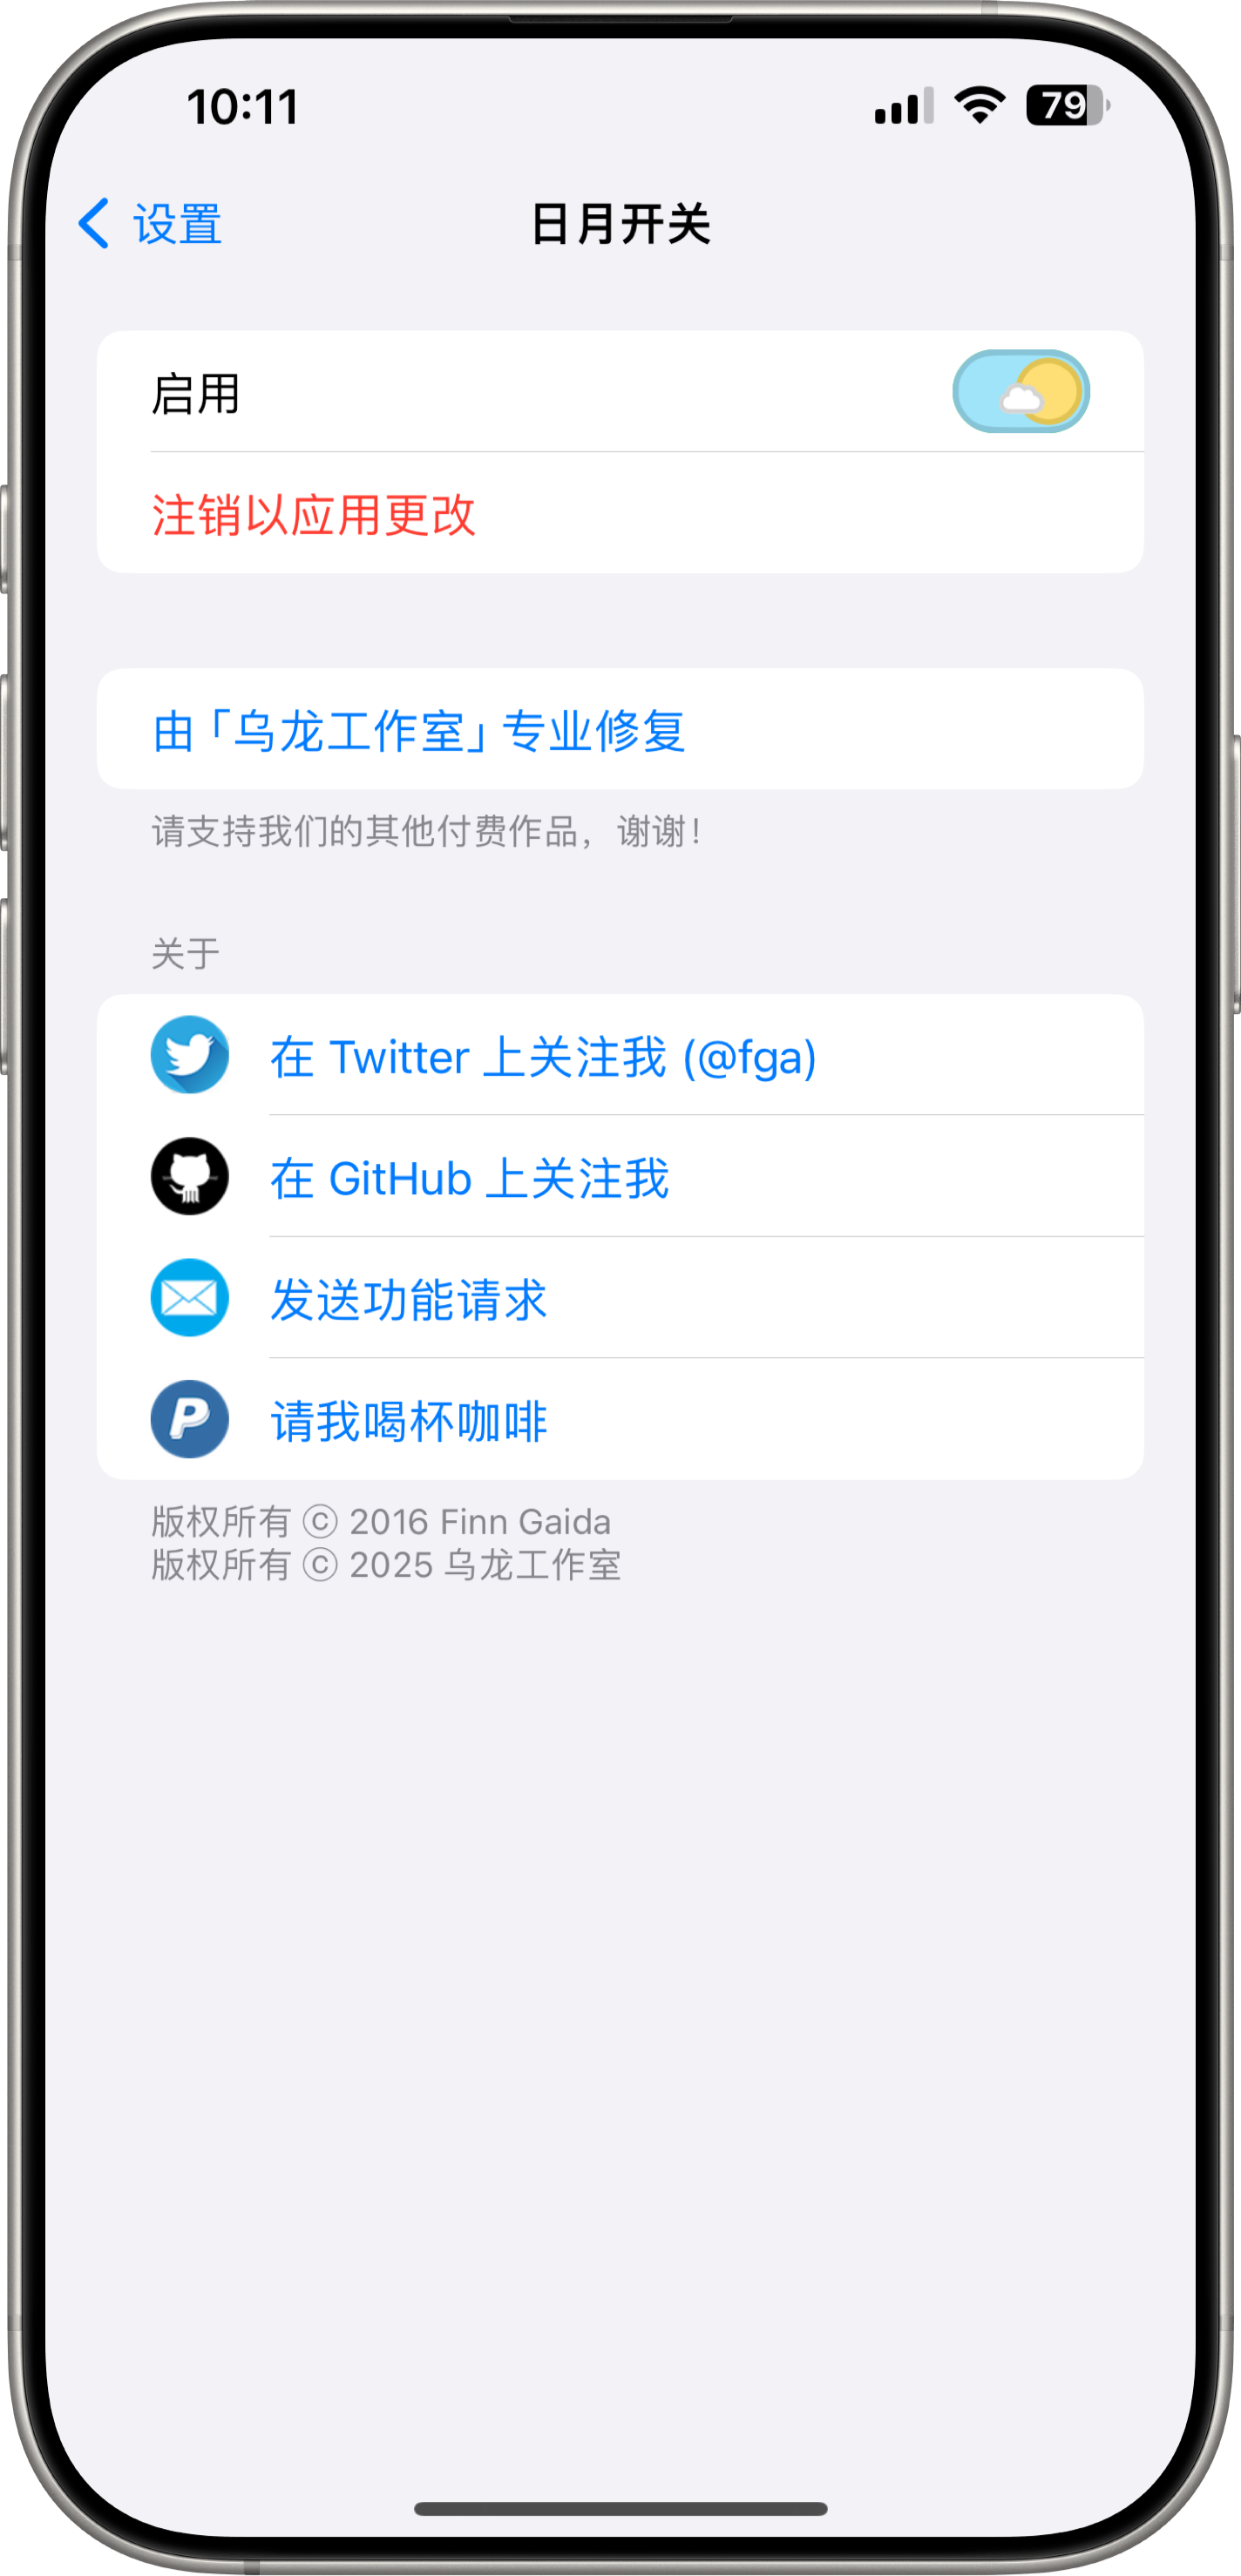 10:11
79
设置
日月开关
启用
注销以应用更改
由「乌龙工作室」专业修复
请支持我们的其他付费作品，谢谢！
关于
在 Twitter 上关注我 (@fga)
在 GitHub 上关注我
发送功能请求
请我喝杯咖啡
版权所有 © 2016 Finn Gaida
版权所有 © 2025 乌龙工作室